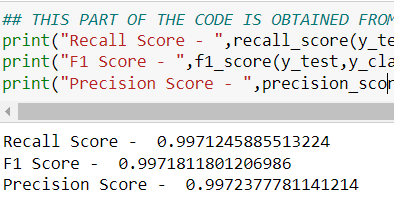 ## THIS PART OF THE CODE IS OBTAINED FROM
print("Recall Score - ",recall_score(y_te
print("F1 Score - ",f1_score(y_test,y_cla
print("Precision Score - ",precision_scor
Recall Score -  0.9971245885513224
F1 Score -  0.9971811801206986
Precision Score -  0.9972377781141214